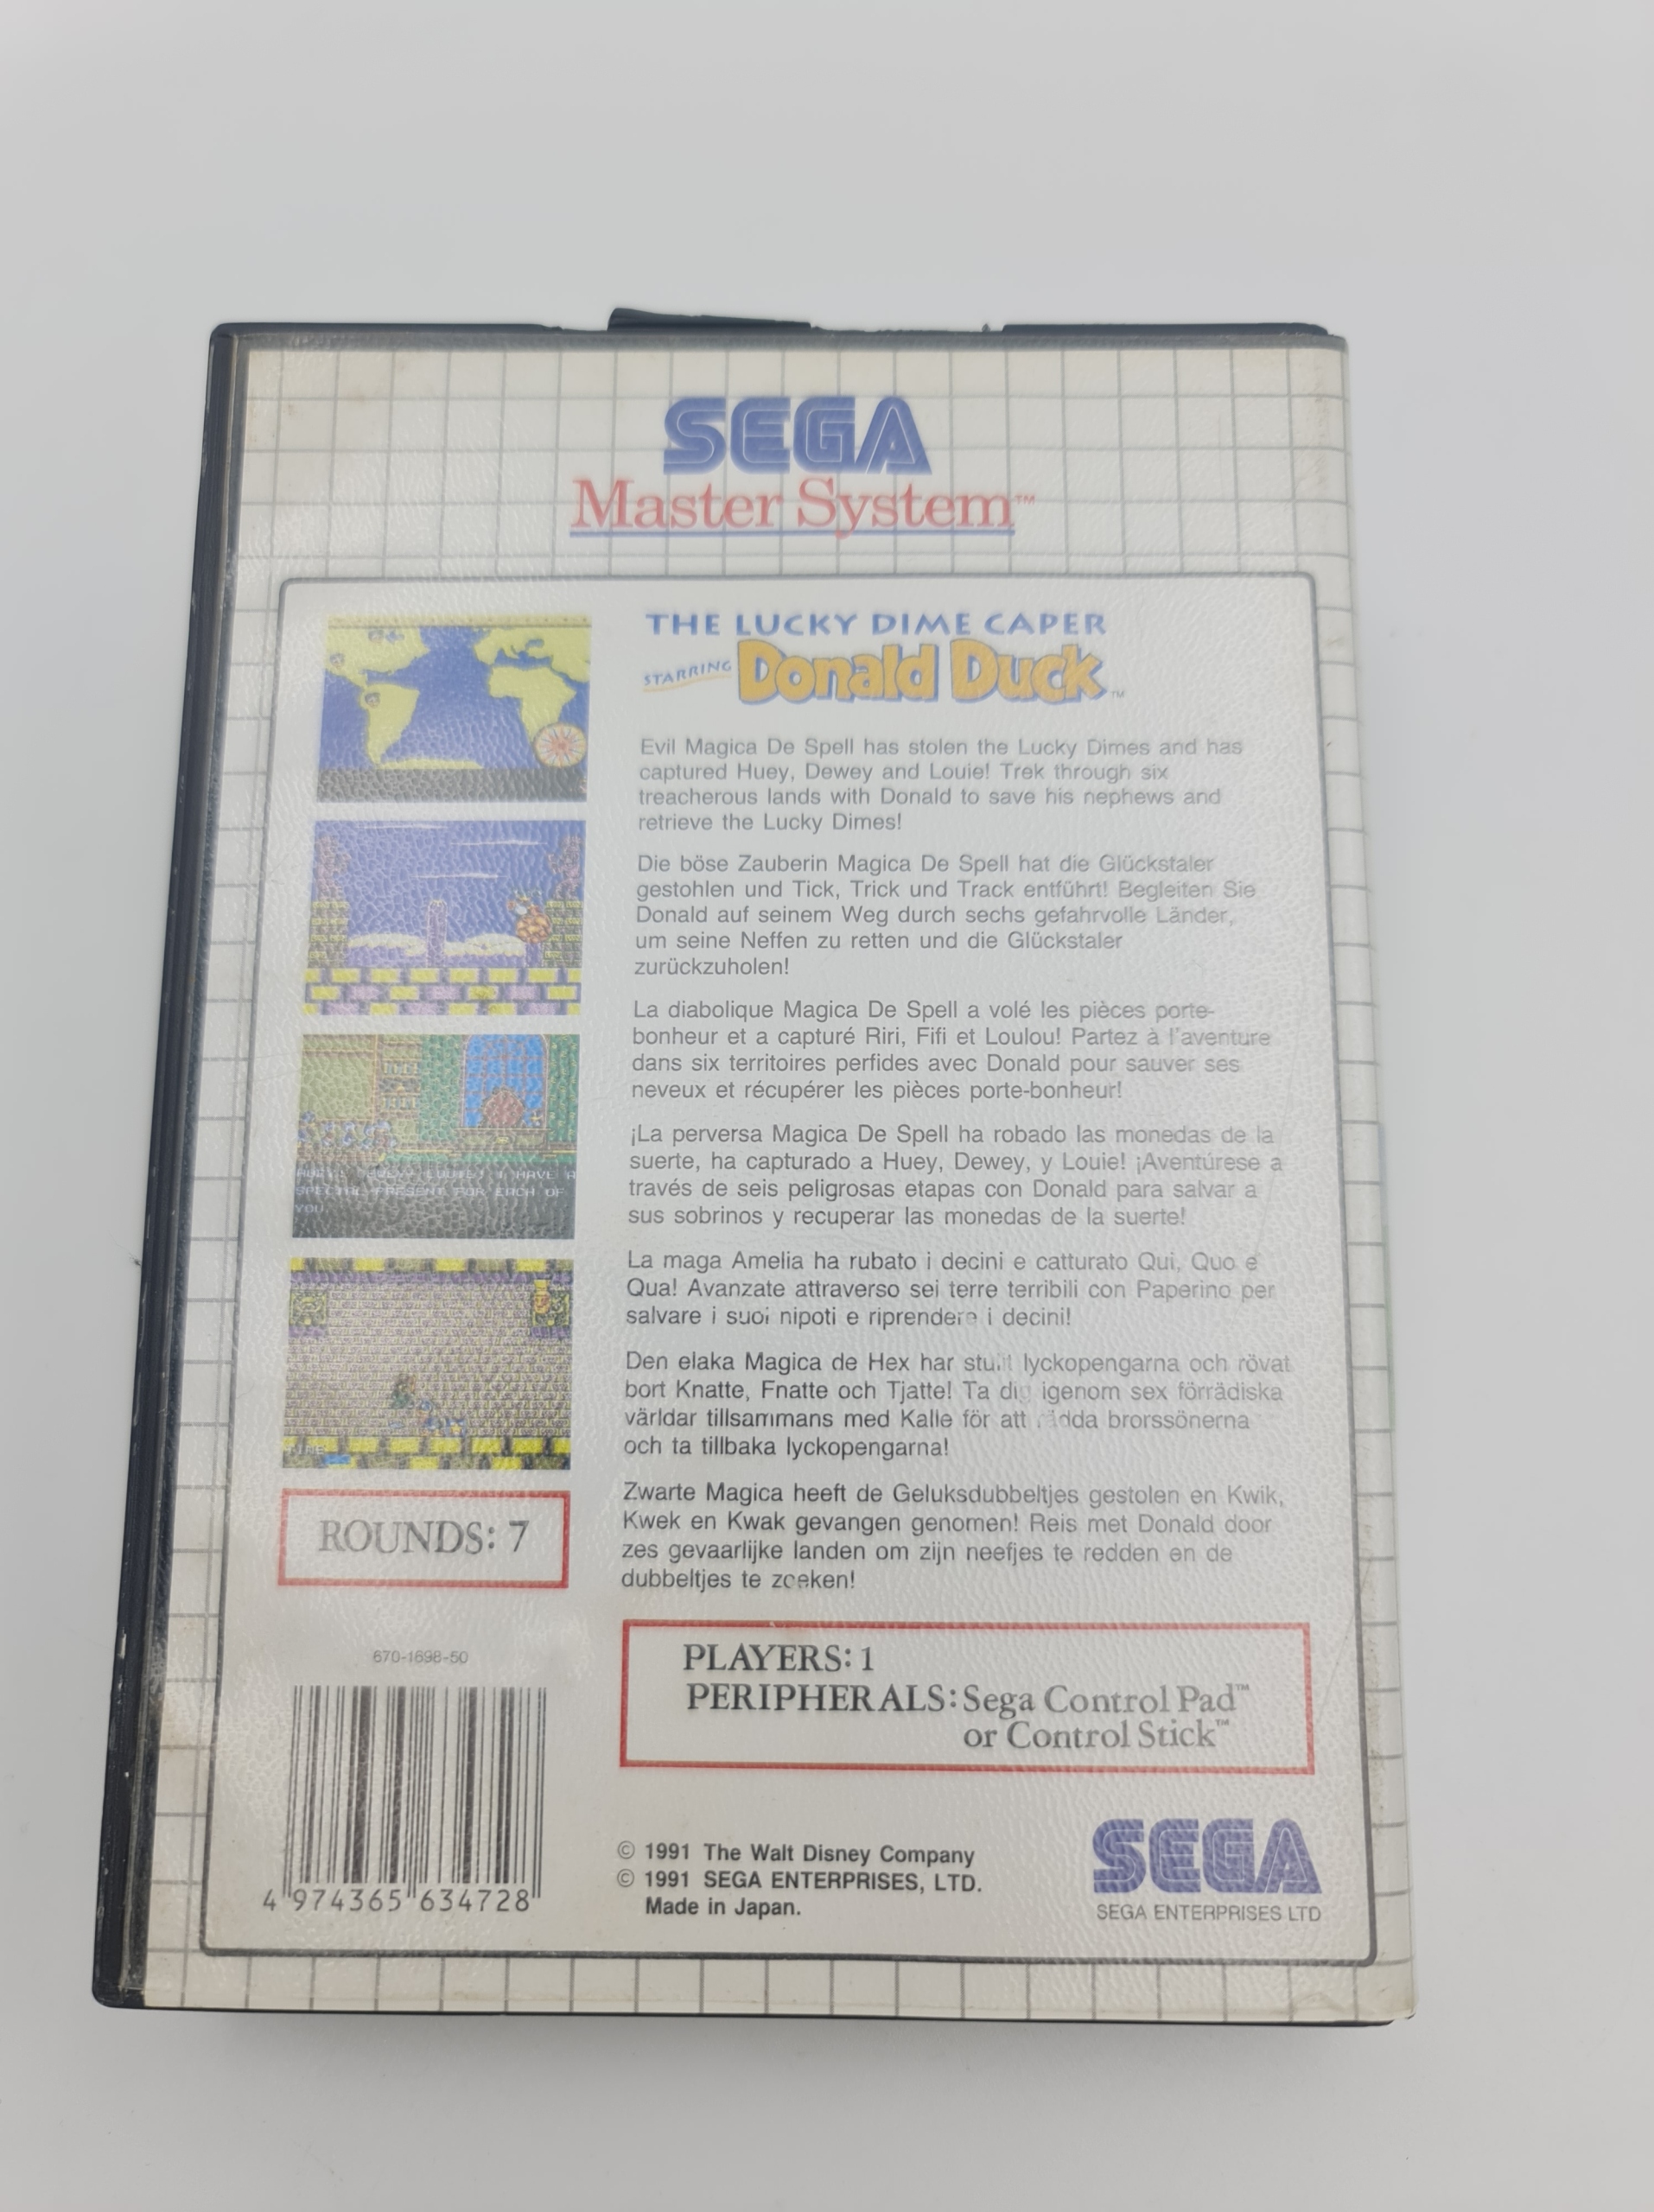 SEGA
Master System™
THE LUCKY DIME CAPER
STARRING Donald Duck™
Evil Magica De Spell has stolen the Lucky Dimes and has
captured Huey, Dewey and Louie! Trek through six
treacherous lands with Donald to save his nephews and
retrieve the Lucky Dimes!
Die böse Zauberin Magica De Spell hat die Glückstaler
gestohlen und Tick, Trick und Track entführt! Begleiten Sie
Donald auf seinem Weg durch sechs gefahrvolle Länder,
um seine Neffen zu retten und die Glückstaler
zurückzuholen!
La diabolique Magica De Spell a volé les pièces porte-
bonheur et a capturé Riri, Fifi et Loulou! Partez à l'aventure
dans six territoires perfides avec Donald pour sauver ses
neveux et récupérer les pièces porte-bonheur!
¡La perversa Magica De Spell ha robado las monedas de la
suerte, ha capturado a Huey, Dewey, y Louie! ¡Aventúrese a
través de seis peligrosas etapas con Donald para salvar a
sus sobrinos y recuperar las monedas de la suerte!
La maga Amelia ha rubato i decini e catturato Qui, Quo e
Qua! Avanzate attraverso sei terre terribili con Paperino per
salvare i suoi nipoti e riprendere i decini!
Den elaka Magica de Hex har stulit lyckopengarna och rövat
bort Knatte, Fnatte och Tjatte! Ta dig igenom sex förrädiska
världar tillsammans med Kalle för att rädda brorssönerna
och ta tillbaka lyckopengarna!
Zwarte Magica heeft de Geluksdubbeltjes gestolen en Kwik,
Kwek en Kwak gevangen genomen! Reis met Donald door
zes gevaarlijke landen om zijn neefjes te redden en de
dubbeltjes te zoeken!
HUEY, DEWEY, LOUIE, I HAVE A
SPECIAL PRESENT FOR EACH OF
YOU.
TIME
ROUNDS: 7
PLAYERS: 1
PERIPHERALS: Sega Control Pad™
or Control Stick™
670-1698-50
4 974365 634728
© 1991 The Walt Disney Company
© 1991 SEGA ENTERPRISES, LTD.
Made in Japan.
SEGA
SEGA ENTERPRISES LTD